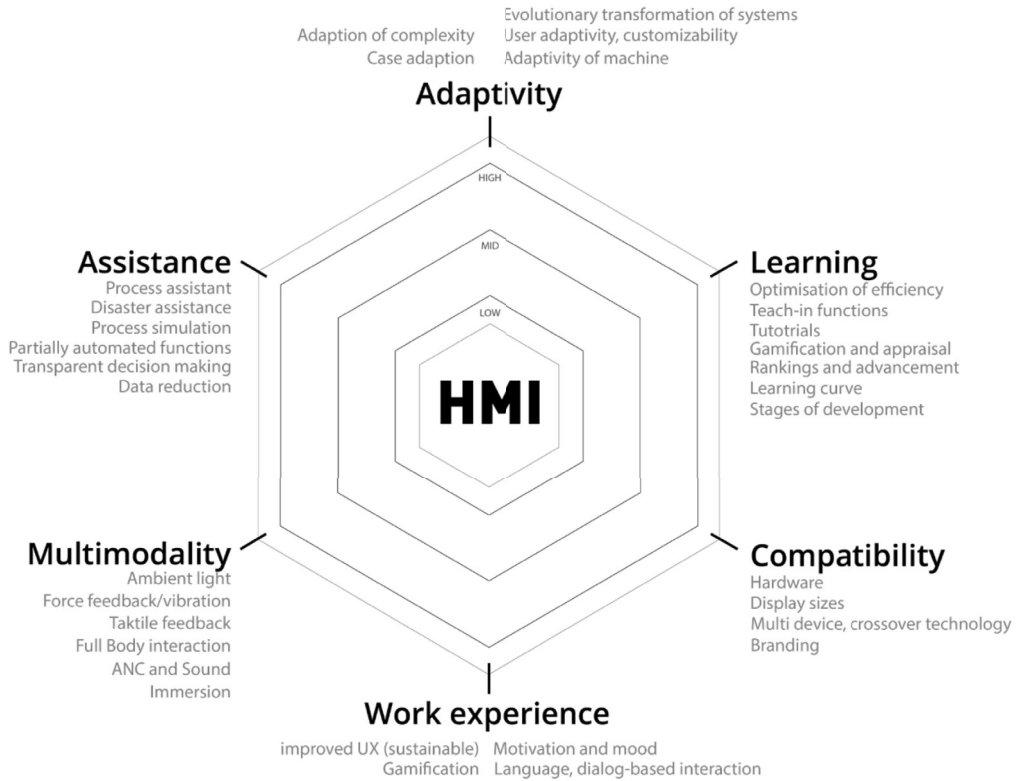 Evolutionary transformation of systems
Adaption of complexity User adaptivity, customizability
Case adaption Adaptivity of machine
Adaptivity
HIGH
MID
LOW
HMI
Assistance
Process assistant
Disaster assistance
Process simulation
Partially automated functions
Transparent decision making
Data reduction
Learning
Optimisation of efficiency
Teach-in functions
Tutotrials
Gamification and appraisal
Rankings and advancement
Learning curve
Stages of development
Multimodality
Ambient light
Force feedback/vibration
Taktile feedback
Full Body interaction
ANC and Sound
Immersion
Compatibility
Hardware
Display sizes
Multi device, crossover technology
Branding
Work experience
improved UX (sustainable) Motivation and mood
Gamification Language, dialog-based interaction